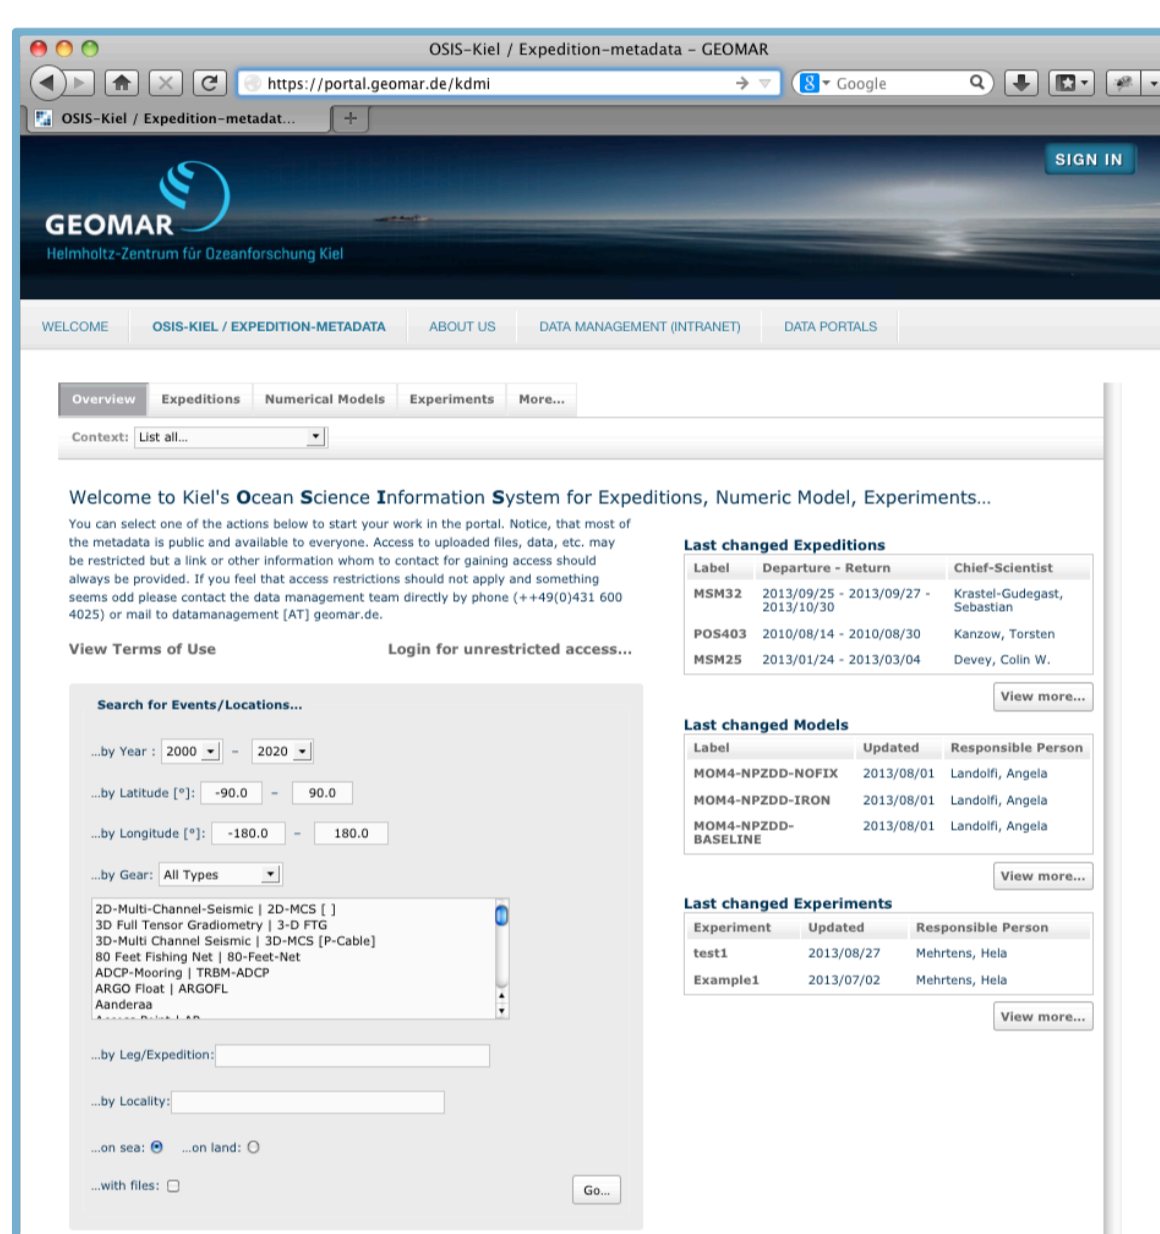 OSIS-Kiel / Expedition-metadata - GEOMAR
https://portal.geomar.de/kdmi
Google
OSIS-Kiel / Expedition-metadat...
SIGN IN
GEOMAR
Helmholtz-Zentrum für Ozeanforschung Kiel
WELCOME OSIS-KIEL / EXPEDITION-METADATA ABOUT US DATA MANAGEMENT (INTRANET) DATA PORTALS
Overview Expeditions Numerical Models Experiments More...
Context: List all...
Welcome to Kiel's Ocean Science Information System for Expeditions, Numeric Model, Experiments...
You can select one of the actions below to start your work in the portal. Notice, that most of
the metadata is public and available to everyone. Access to uploaded files, data, etc. may
be restricted but a link or other information whom to contact for gaining access should
always be provided. If you feel that access restrictions should not apply and something
seems odd please contact the data management team directly by phone (++49(0)431 600
4025) or mail to datamanagement [AT] geomar.de.
View Terms of Use Login for unrestricted access...
Search for Events/Locations...
...by Year : 2000 - 2020
...by Latitude [°]: -90.0 - 90.0
...by Longitude [°]: -180.0 - 180.0
...by Gear: All Types
2D-Multi-Channel-Seismic | 2D-MCS [ ]
3D Full Tensor Gradiometry | 3-D FTG
3D-Multi Channel Seismic | 3D-MCS [P-Cable]
80 Feet Fishing Net | 80-Feet-Net
ADCP-Mooring | TRBM-ADCP
ARGO Float | ARGOFL
Aanderaa
...by Leg/Expedition:
...by Locality:
...on sea: ...on land:
...with files:
Go...
Last changed Expeditions
Label Departure - Return Chief-Scientist
MSM32 2013/09/25 - 2013/09/27 - Krastel-Gudegast,
2013/10/30 Sebastian
POS403 2010/08/14 - 2010/08/30 Kanzow, Torsten
MSM25 2013/01/24 - 2013/03/04 Devey, Colin W.
View more...
Last changed Models
Label Updated Responsible Person
MOM4-NPZDD-NOFIX 2013/08/01 Landolfi, Angela
MOM4-NPZDD-IRON 2013/08/01 Landolfi, Angela
MOM4-NPZDD- 2013/08/01 Landolfi, Angela
BASELINE
View more...
Last changed Experiments
Experiment Updated Responsible Person
test1 2013/08/27 Mehrtens, Hela
Example1 2013/07/02 Mehrtens, Hela
View more...